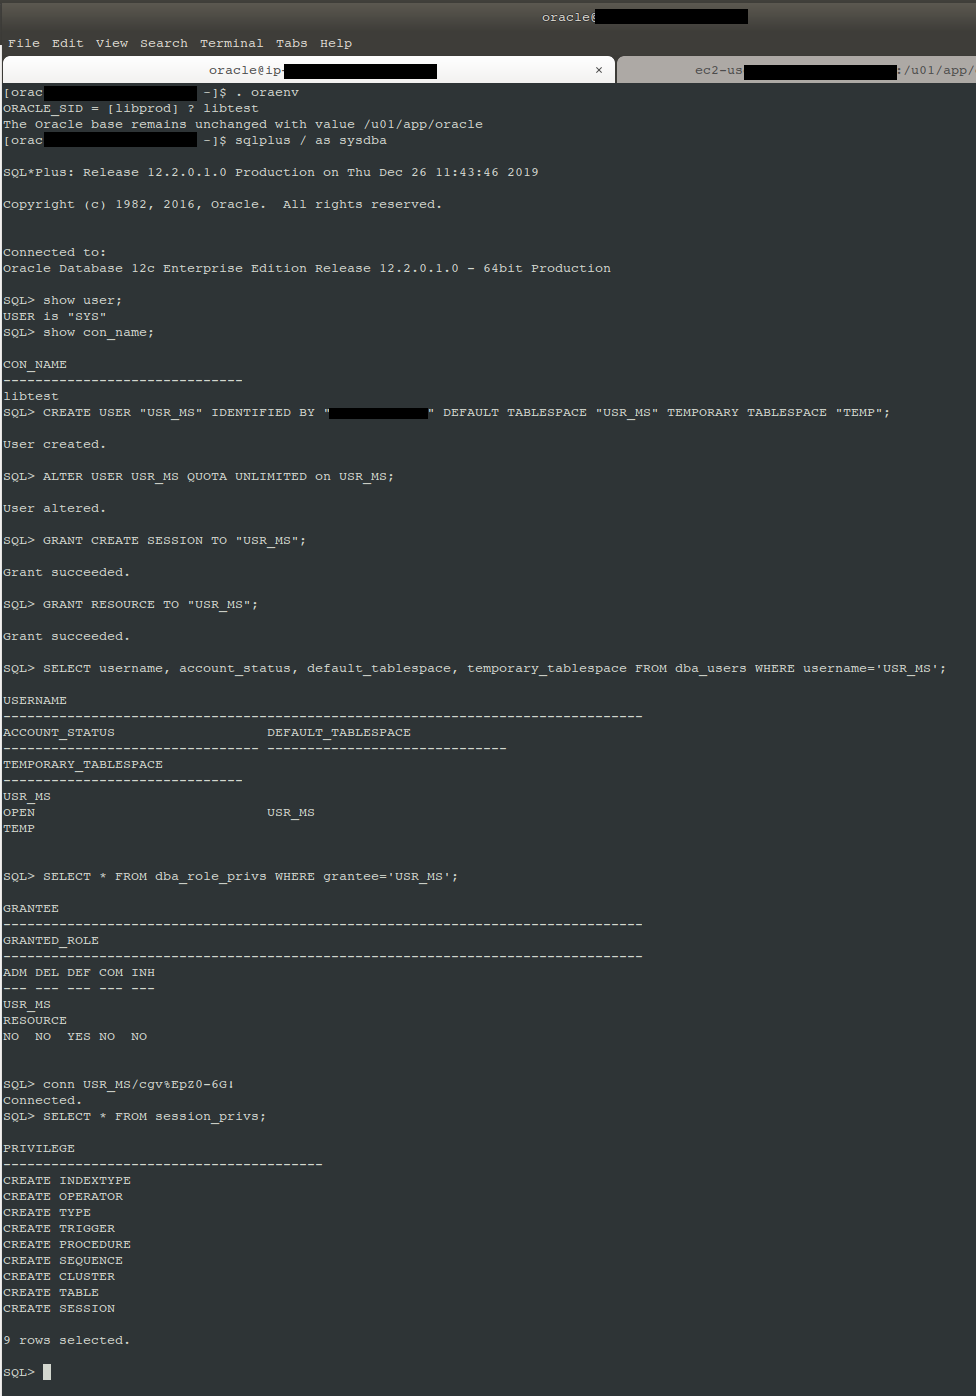 oracle@
File Edit View Search Terminal Tabs Help
oracle@ip- × ec2-us :/u01/app/
[orac ~]$ . oraenv
ORACLE_SID = [libprod] ? libtest
The Oracle base remains unchanged with value /u01/app/oracle
[orac ~]$ sqlplus / as sysdba
SQL*Plus: Release 12.2.0.1.0 Production on Thu Dec 26 11:43:46 2019
Copyright (c) 1982, 2016, Oracle.  All rights reserved.
Connected to:
Oracle Database 12c Enterprise Edition Release 12.2.0.1.0 - 64bit Production
SQL> show user;
USER is "SYS"
SQL> show con_name;
CON_NAME
------------------------------
libtest
SQL> CREATE USER "USR_MS" IDENTIFIED BY " " DEFAULT TABLESPACE "USR_MS" TEMPORARY TABLESPACE "TEMP";
User created.
SQL> ALTER USER USR_MS QUOTA UNLIMITED on USR_MS;
User altered.
SQL> GRANT CREATE SESSION TO "USR_MS";
Grant succeeded.
SQL> GRANT RESOURCE TO "USR_MS";
Grant succeeded.
SQL> SELECT username, account_status, default_tablespace, temporary_tablespace FROM dba_users WHERE username='USR_MS';
USERNAME
--------------------------------------------------------------------------------
ACCOUNT_STATUS                   DEFAULT_TABLESPACE
-------------------------------- ------------------------------
TEMPORARY_TABLESPACE
------------------------------
USR_MS
OPEN                             USR_MS
TEMP
SQL> SELECT * FROM dba_role_privs WHERE grantee='USR_MS';
GRANTEE
--------------------------------------------------------------------------------
GRANTED_ROLE
--------------------------------------------------------------------------------
ADM DEL DEF COM INH
--- --- --- --- ---
USR_MS
RESOURCE
NO  NO  YES NO  NO
SQL> conn USR_MS/cgv%EpZ0-6G!
Connected.
SQL> SELECT * FROM session_privs;
PRIVILEGE
----------------------------------------
CREATE INDEXTYPE
CREATE OPERATOR
CREATE TYPE
CREATE TRIGGER
CREATE PROCEDURE
CREATE SEQUENCE
CREATE CLUSTER
CREATE TABLE
CREATE SESSION
9 rows selected.
SQL>